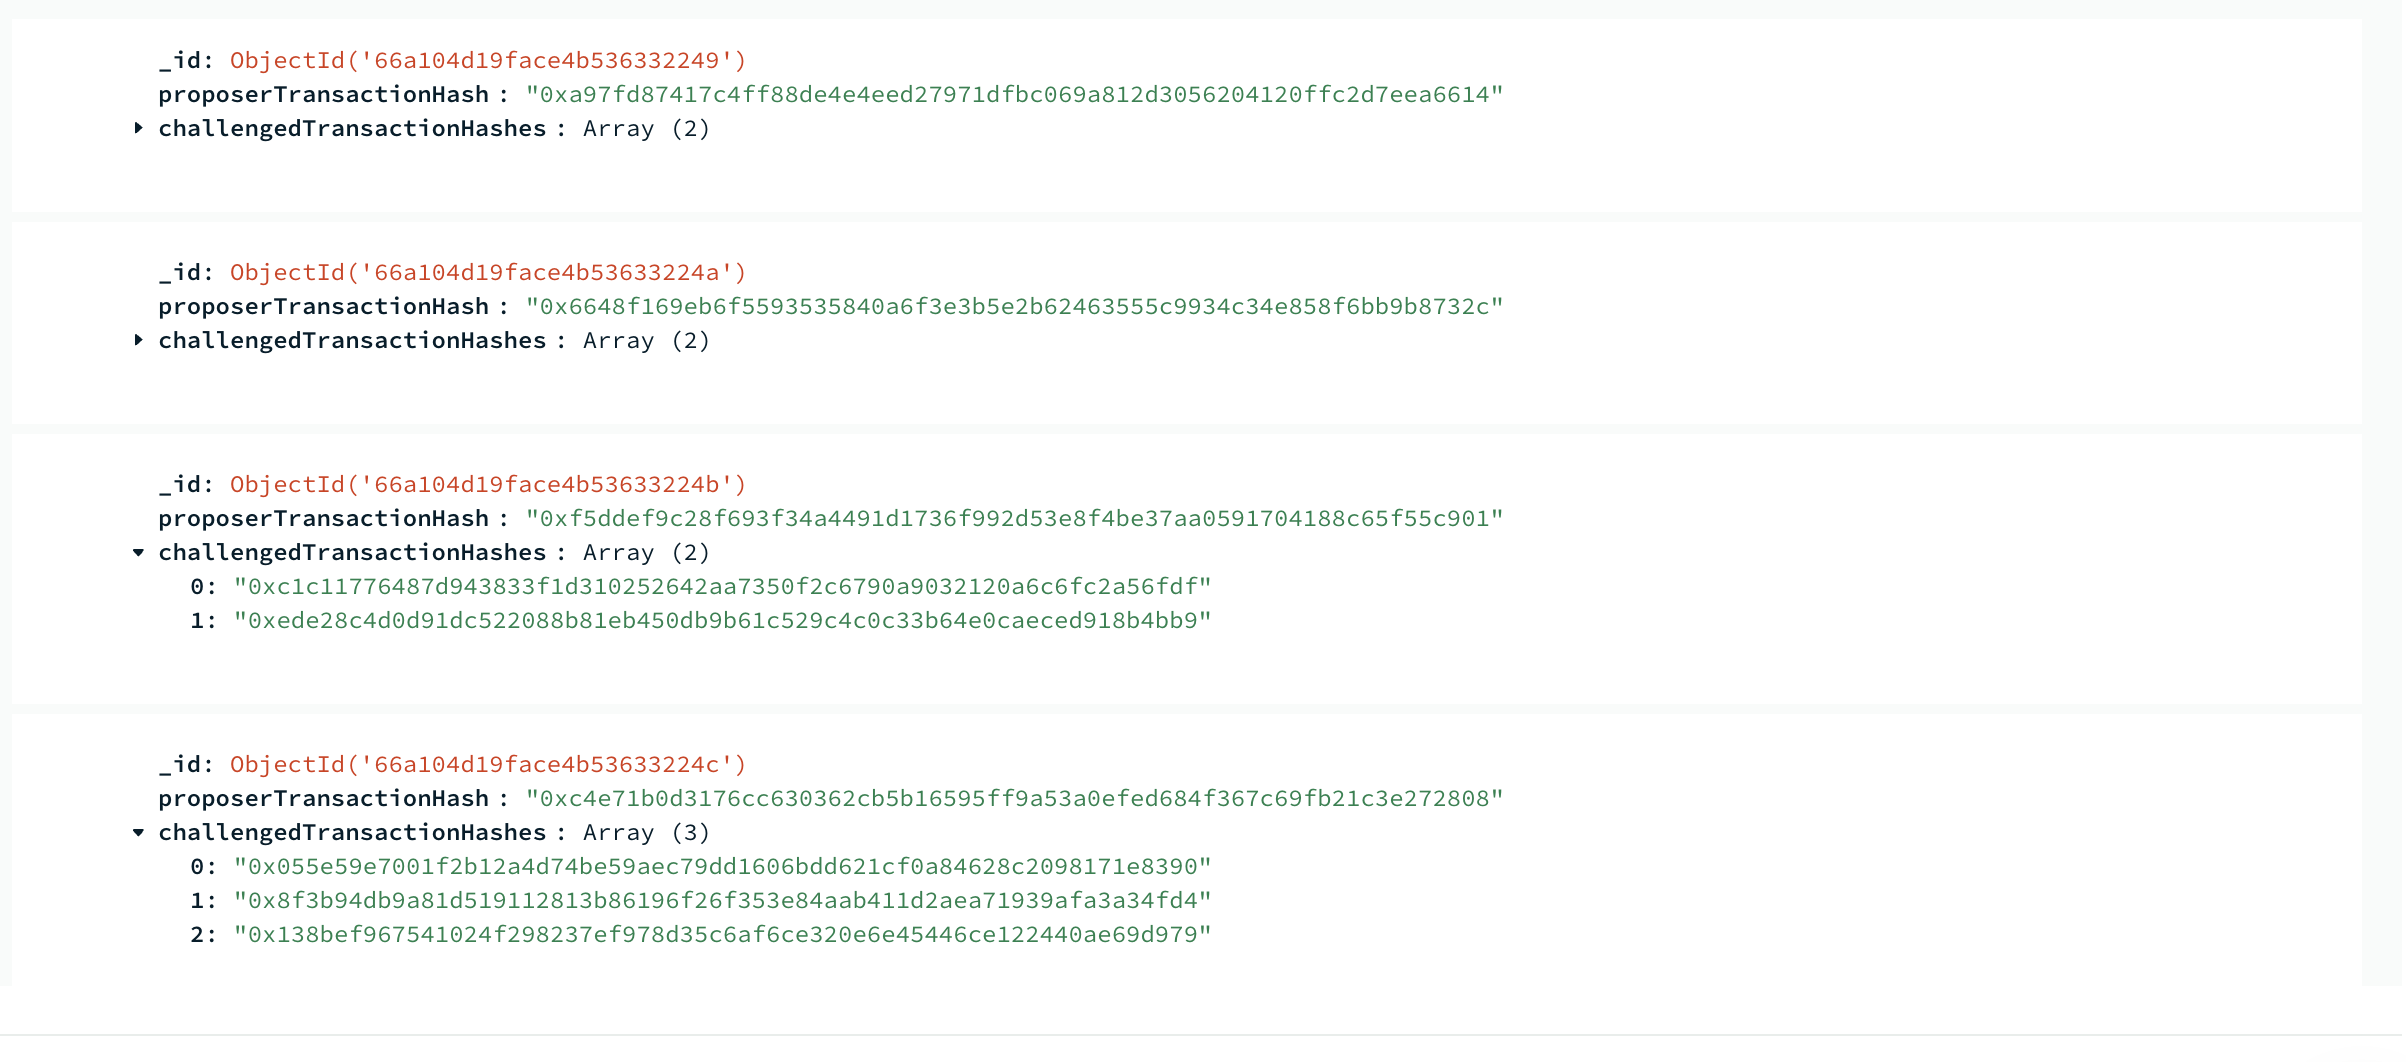 _id: ObjectId('66a104d19face4b536332249')
proposerTransactionHash : "0xa97fd87417c4ff88de4e4eed27971dfbc069a812d3056204120ffc2d7eea6614"
challengedTransactionHashes : Array (2)
_id: ObjectId('66a104d19face4b53633224a')
proposerTransactionHash : "0x6648f169eb6f5593535840a6f3e3b5e2b62463555c9934c34e858f6bb9b8732c"
challengedTransactionHashes : Array (2)
_id: ObjectId('66a104d19face4b53633224b')
proposerTransactionHash : "0xf5ddef9c28f693f34a4491d1736f992d53e8f4be37aa0591704188c65f55c901"
challengedTransactionHashes : Array (2)
0: "0xc1c11776487d943833f1d310252642aa7350f2c6790a9032120a6c6fc2a56fdf"
1: "0xede28c4d0d91dc522088b81eb450db9b61c529c4c0c33b64e0caeced918b4bb9"
_id: ObjectId('66a104d19face4b53633224c')
proposerTransactionHash : "0xc4e71b0d3176cc630362cb5b16595ff9a53a0efed684f367c69fb21c3e272808"
challengedTransactionHashes : Array (3)
0: "0x055e59e7001f2b12a4d74be59aec79dd1606bdd621cf0a84628c2098171e8390"
1: "0x8f3b94db9a81d519112813b86196f26f353e84aab411d2aea71939afa3a34fd4"
2: "0x138bef967541024f298237ef978d35c6af6ce320e6e45446ce122440ae69d979"